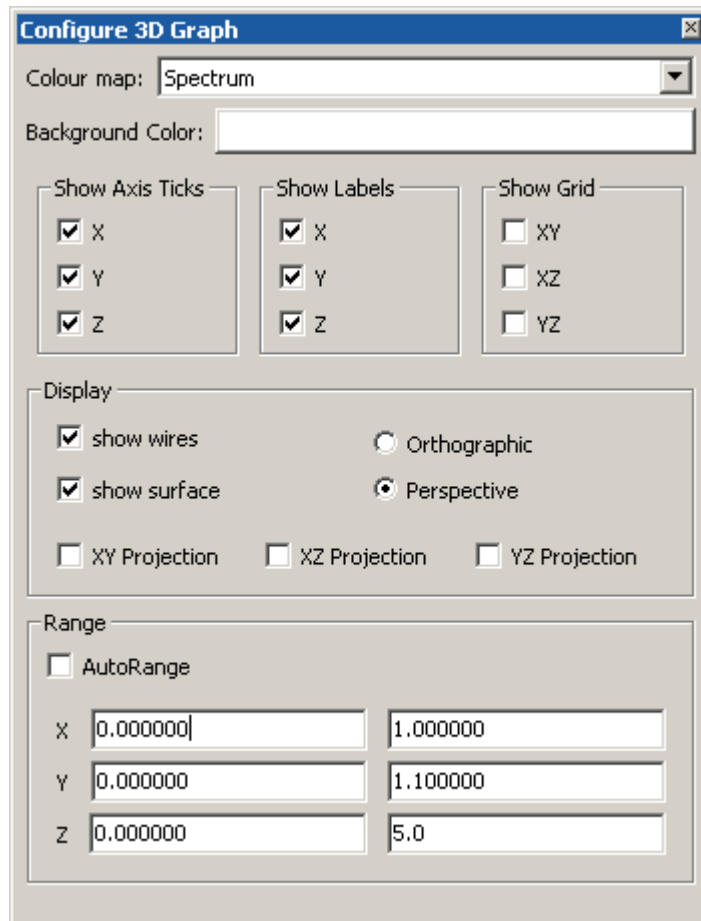 Configure 3D Graph
Colour map: Spectrum
Background Color:
Show Axis Ticks Show Labels Show Grid
X X XY
Y Y XZ
Z Z YZ
Display
show wires Orthographic
show surface Perspective
XY Projection XZ Projection YZ Projection
Range
AutoRange
X 0.000000 1.000000
Y 0.000000 1.100000
Z 0.000000 5.0